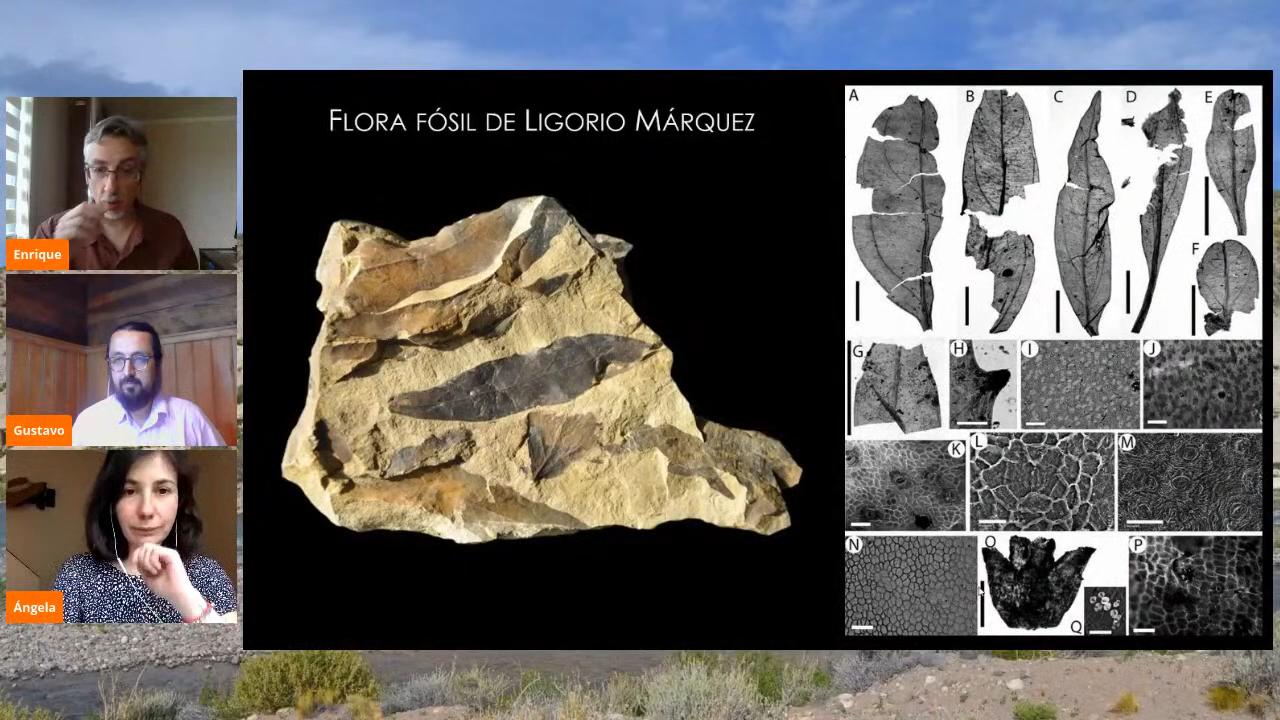 FLORA FÓSIL DE LIGORIO MÁRQUEZ
Enrique
Gustavo
Ángela
A
B
C
D
E
F
G
H
I
J
K
L
M
N
O
P
Q